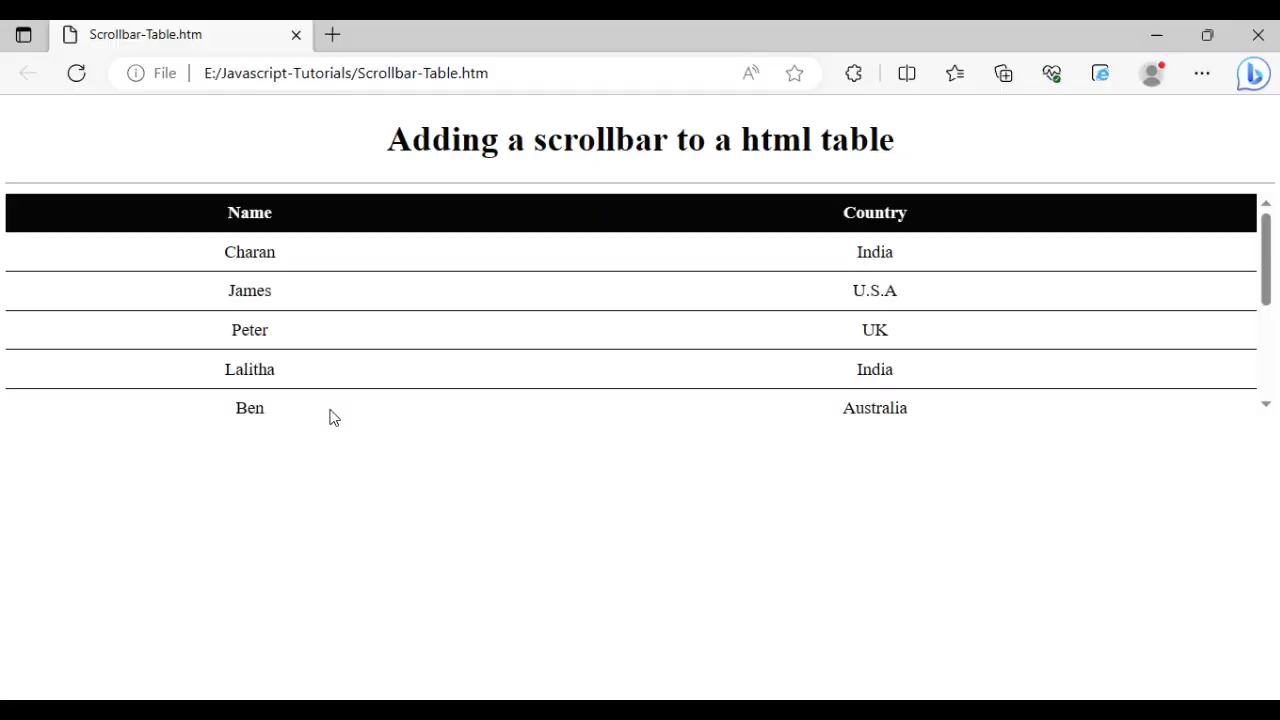 Scrollbar-Table.htm
File E:/Javascript-Tutorials/Scrollbar-Table.htm
Adding a scrollbar to a html table
Name Country
Charan India
James U.S.A
Peter UK
Lalitha India
Ben Australia